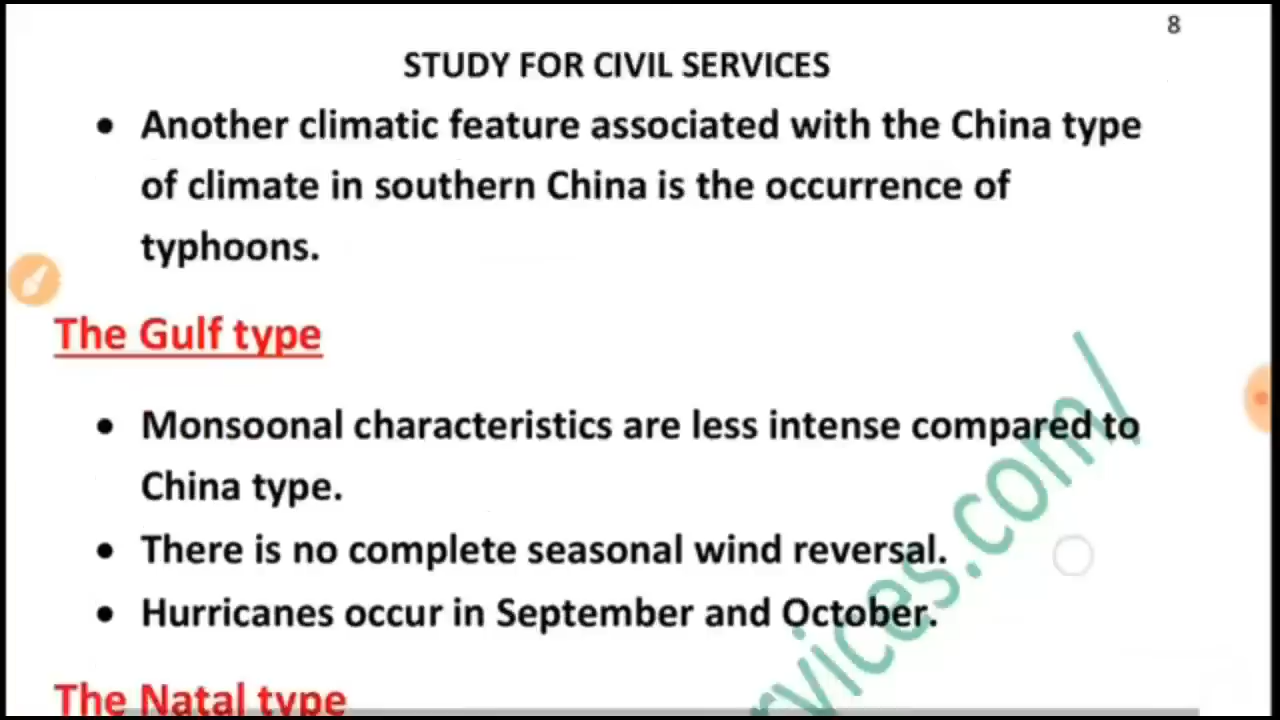 8
STUDY FOR CIVIL SERVICES
• Another climatic feature associated with the China type
of climate in southern China is the occurrence of
typhoons.
The Gulf type
• Monsoonal characteristics are less intense compared to
China type.
• There is no complete seasonal wind reversal.
• Hurricanes occur in September and October.
The Natal type
rvices.com/